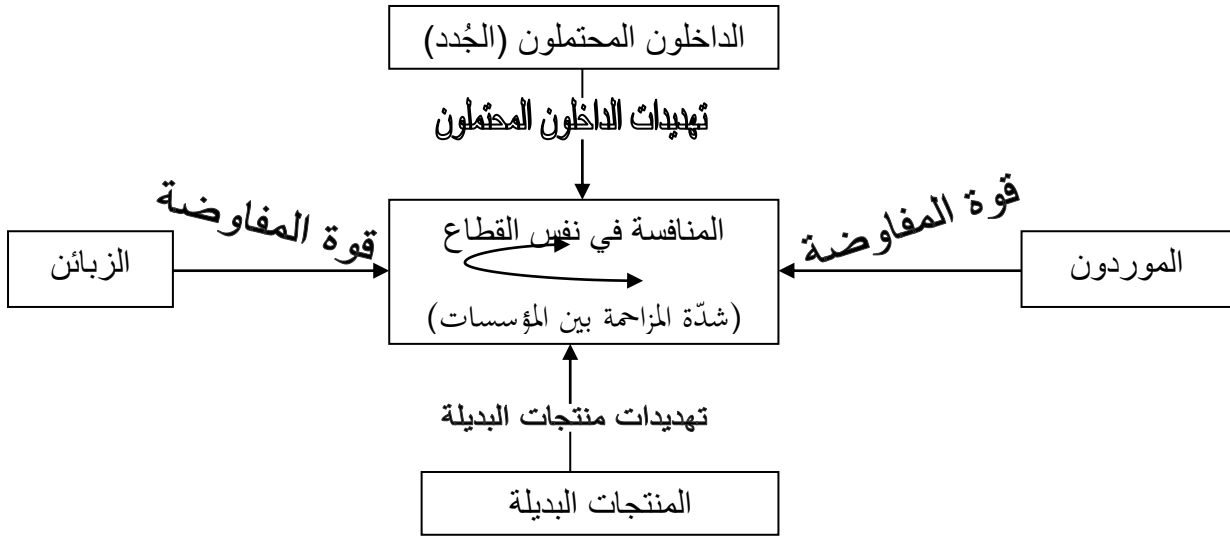 الداخلون المحتملون (الجُدد)
تهديدات الداخلون المحتملون
قوة المفاوضة
قوة المفاوضة
الموردون
المنافسة في نفس القطاع
(شدّة المزاحمة بين المؤسسات)
الزبائن
تهديدات منتجات البديلة
المنتجات البديلة